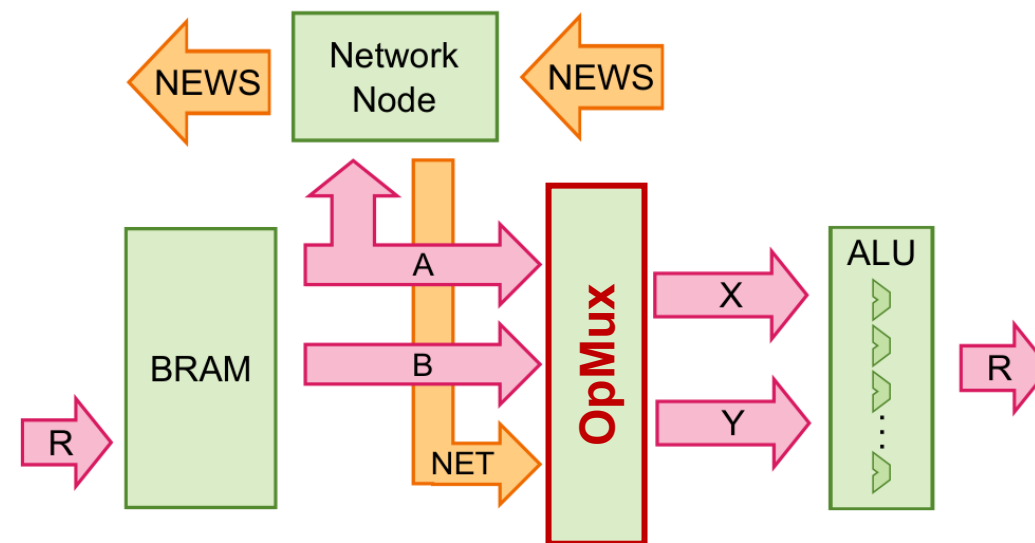 NEWS
Network
Node
NEWS
A
B
NET
BRAM
R
OpMux
X
Y
ALU
R